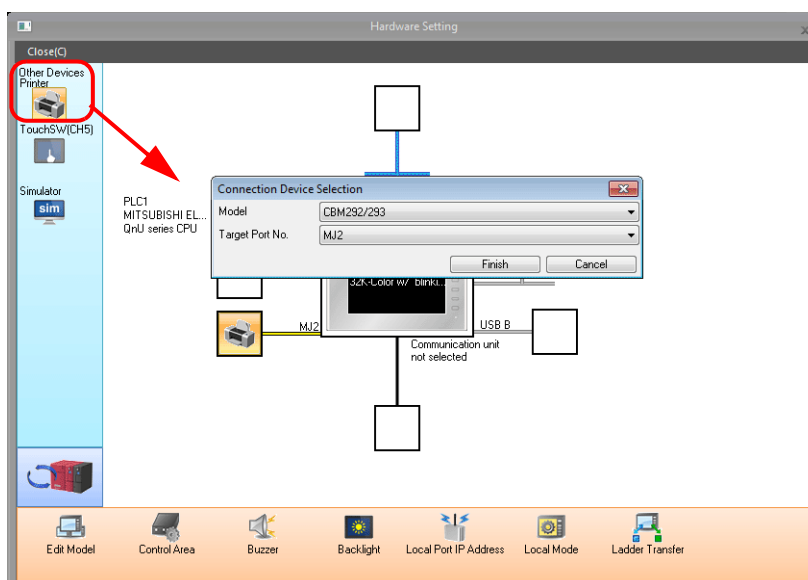 Hardware Setting
Close(C)
Other Devices
Printer
TouchSW(CH5)
Simulator
sim
PLC1
MITSUBISHI EL...
QnU series CPU
Connection Device Selection
Model
CBM292/293
Target Port No.
MJ2
Finish
Cancel
32K-Color w/ blinki...
MJ2
USB B
Communication unit
not selected
Edit Model
Control Area
Buzzer
Backlight
Local Port IP Address
Local Mode
Ladder Transfer